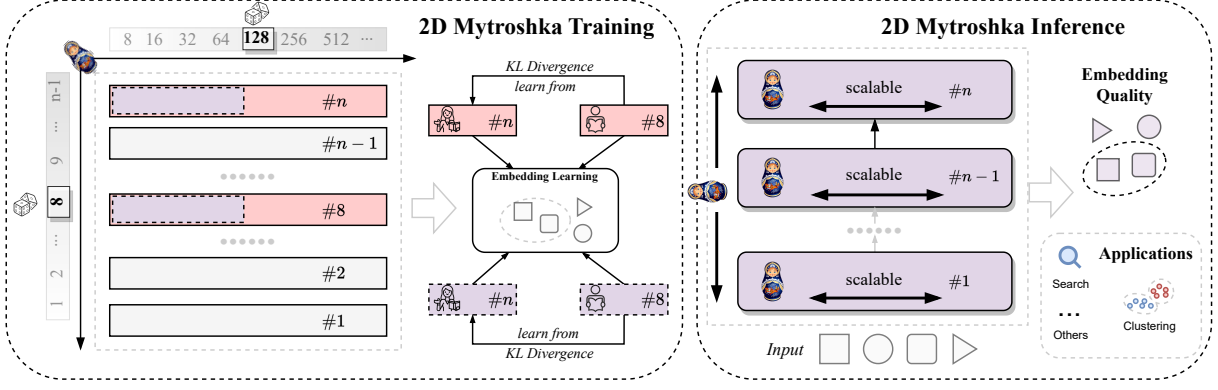 2D Mytroshka Training
8 16 32 64 128 256 512 ...
n-1
...
9
8
...
2
1
#n
#n − 1
......
#8
......
#2
#1
KL Divergence
learn from
#n
#8
Embedding Learning
#n
#8
learn from
KL Divergence
2D Mytroshka Inference
scalable
#n
scalable
#n − 1
......
scalable
#1
Input
Embedding
Quality
Applications
Search
...
Others
Clustering